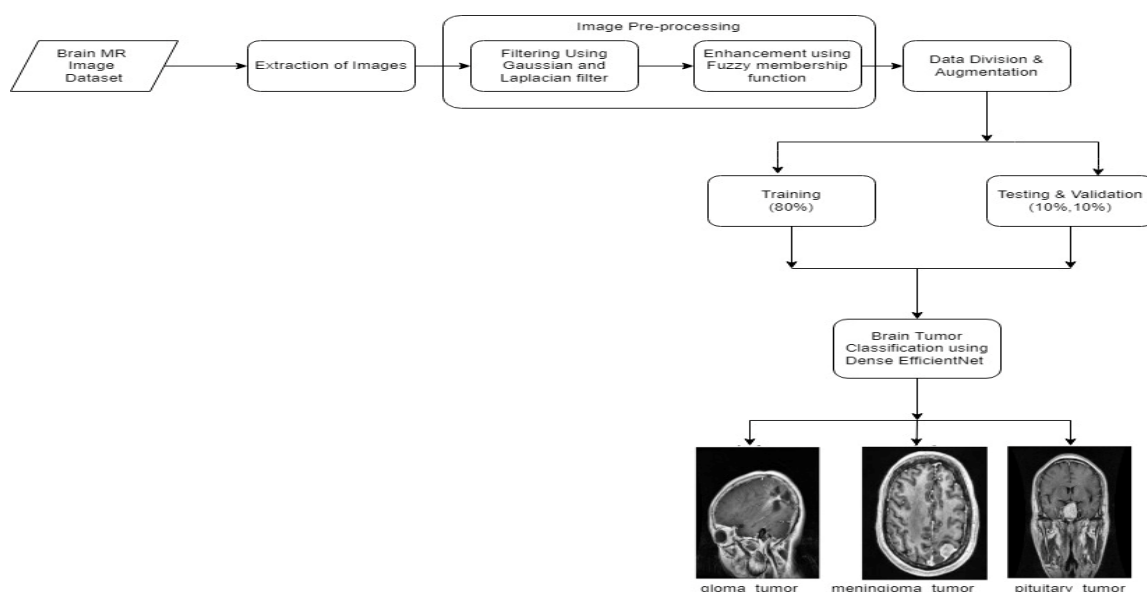 Image Pre-processing
Brain MR
Image
Dataset
Extraction of Images
Filtering Using
Gaussian and
Laplacian filter
Enhancement using
Fuzzy membership
function
Data Division &
Augmentation
Training
(80%)
Testing & Validation
(10%,10%)
Brain Tumor
Classification using
Dense EfficientNet
glioma_tumor
meningioma_tumor
pituitary_tumor